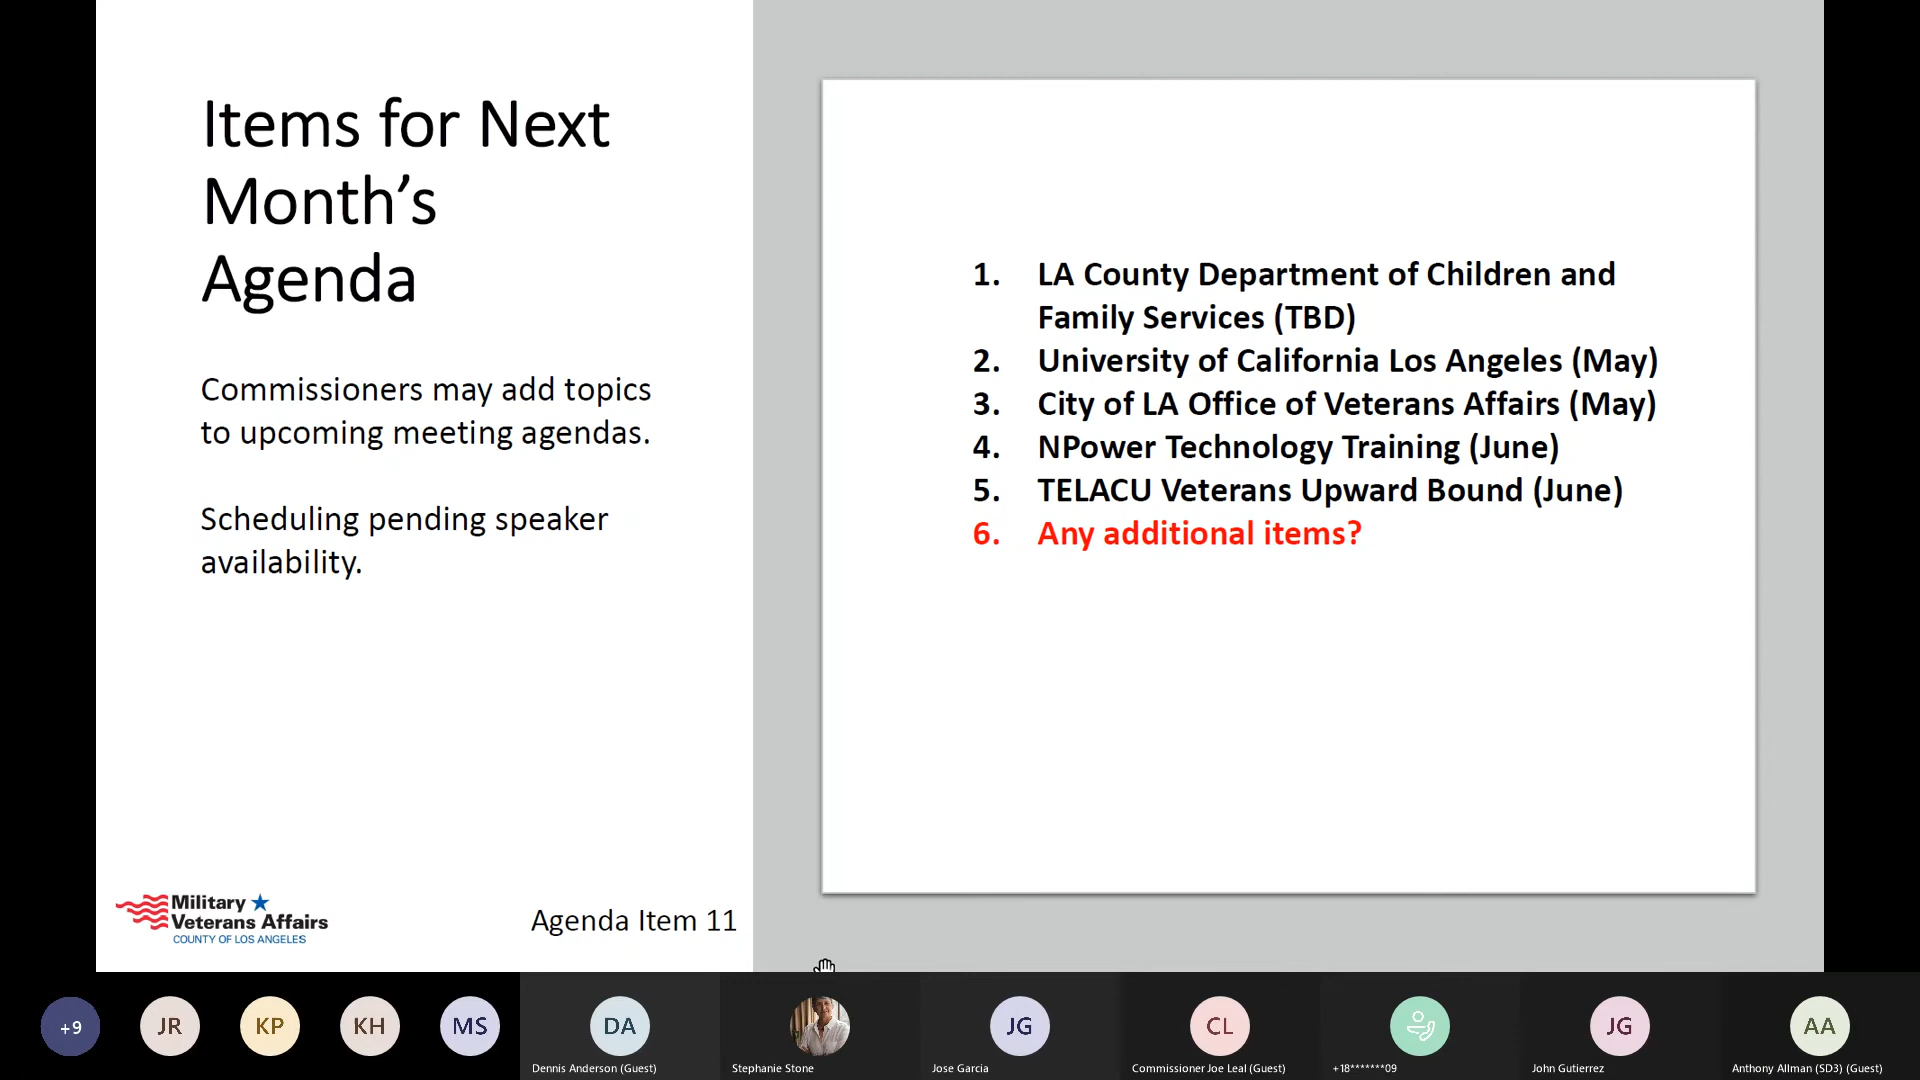 Items for Next
Month’s
Agenda
Commissioners may add topics
to upcoming meeting agendas.
Scheduling pending speaker
availability.
Military
Veterans Affairs
COUNTY OF LOS ANGELES
Agenda Item 11
1. LA County Department of Children and
Family Services (TBD)
2. University of California Los Angeles (May)
3. City of LA Office of Veterans Affairs (May)
4. NPower Technology Training (June)
5. TELACU Veterans Upward Bound (June)
6. Any additional items?
+9
JR
KP
KH
MS
DA
Dennis Anderson (Guest)
Stephanie Stone
JG
Jose Garcia
CL
Commissioner Joe Leal (Guest)
+18*******09
JG
John Gutierrez
AA
Anthony Allman (SD3) (Guest)